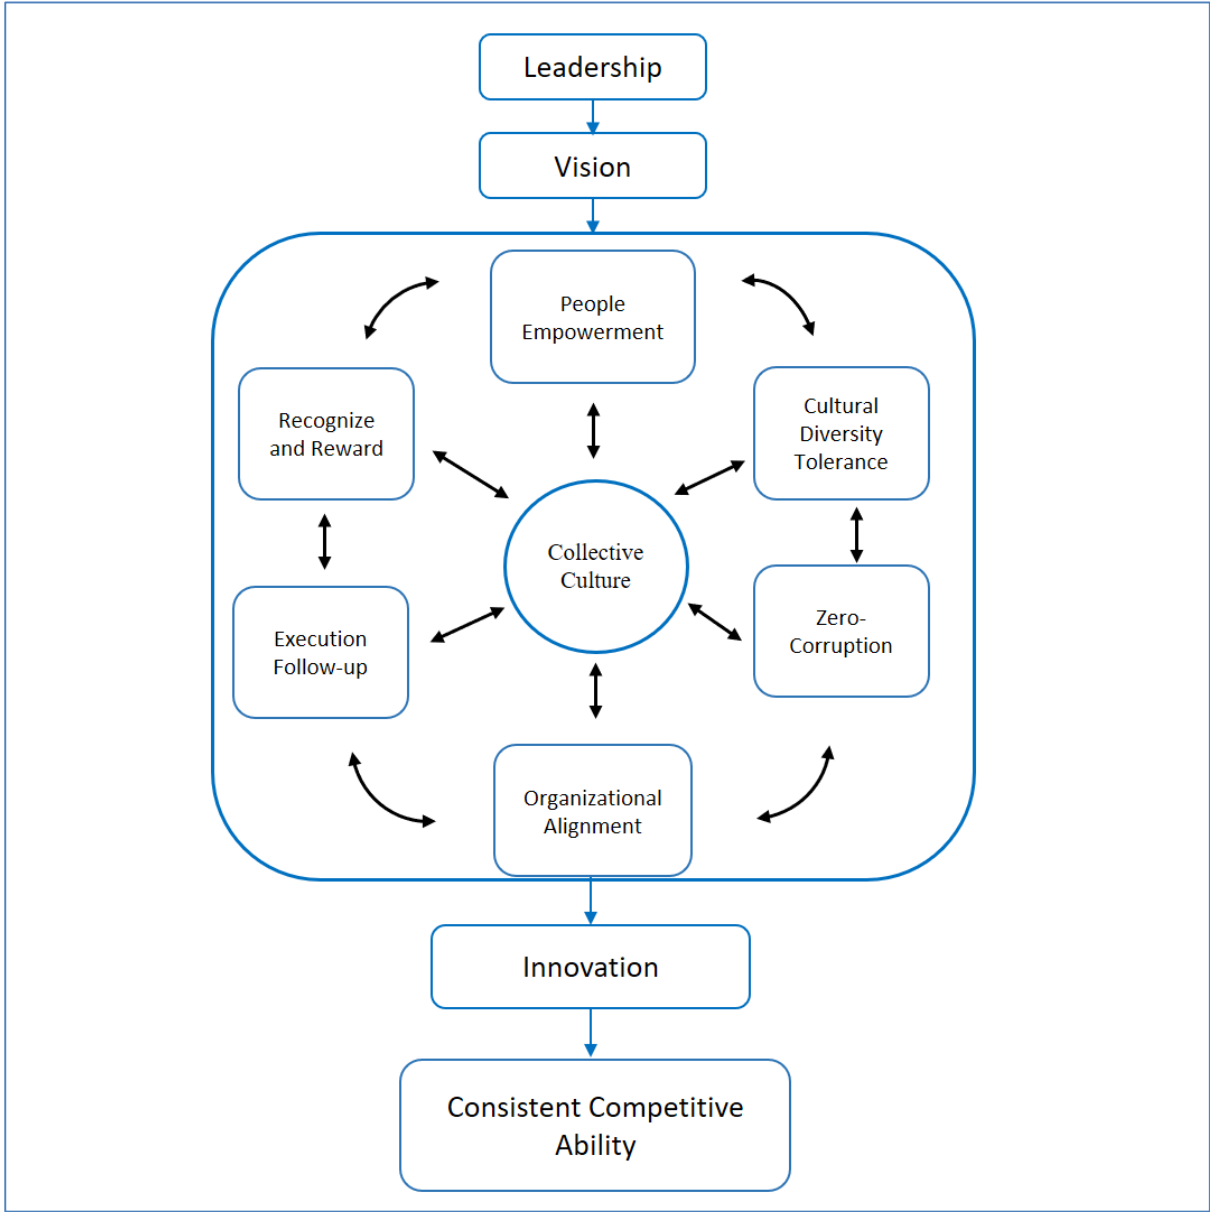 Leadership
Vision
People
Empowerment
Recognize
and Reward
Cultural
Diversity
Tolerance
Collective
Culture
Execution
Follow-up
Zero-
Corruption
Organizational
Alignment
Innovation
Consistent Competitive
Ability